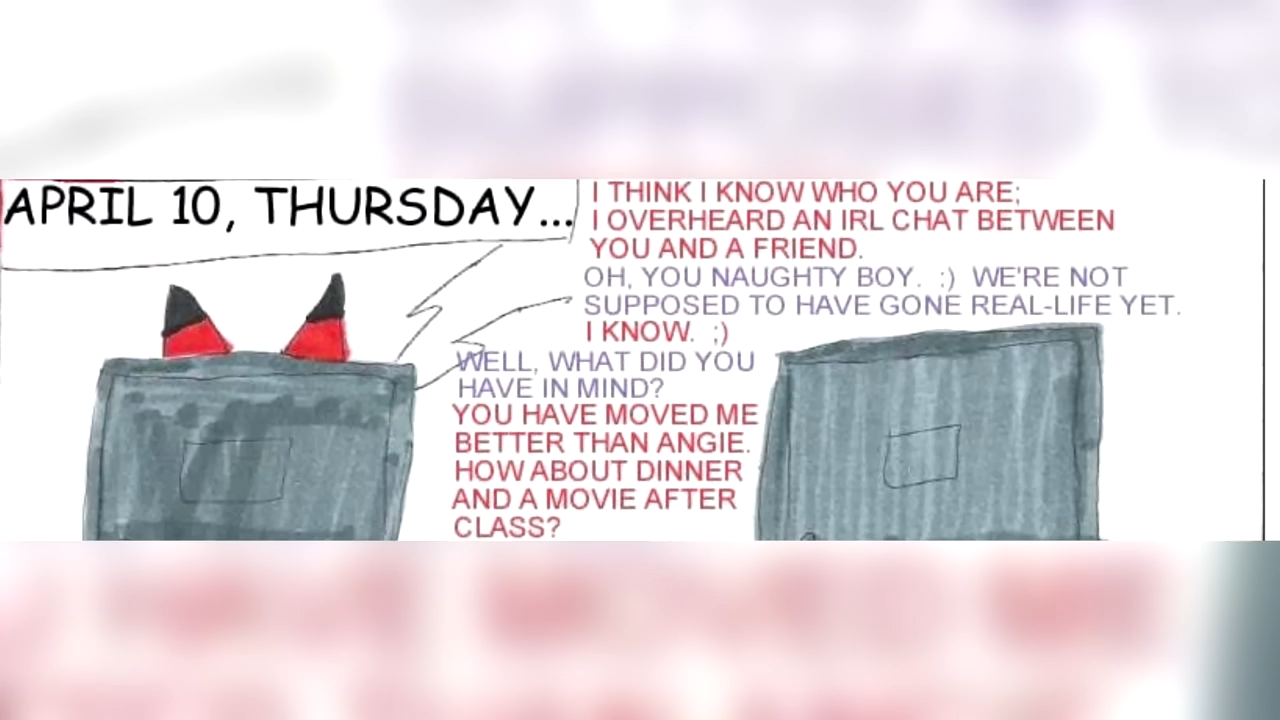 APRIL 10, THURSDAY...
I THINK I KNOW WHO YOU ARE;
I OVERHEARD AN IRL CHAT BETWEEN
YOU AND A FRIEND.
OH, YOU NAUGHTY BOY.  :)  WE'RE NOT
SUPPOSED TO HAVE GONE REAL-LIFE YET.
I KNOW.  ;)
WELL, WHAT DID YOU
HAVE IN MIND?
YOU HAVE MOVED ME
BETTER THAN ANGIE.
HOW ABOUT DINNER
AND A MOVIE AFTER
CLASS?